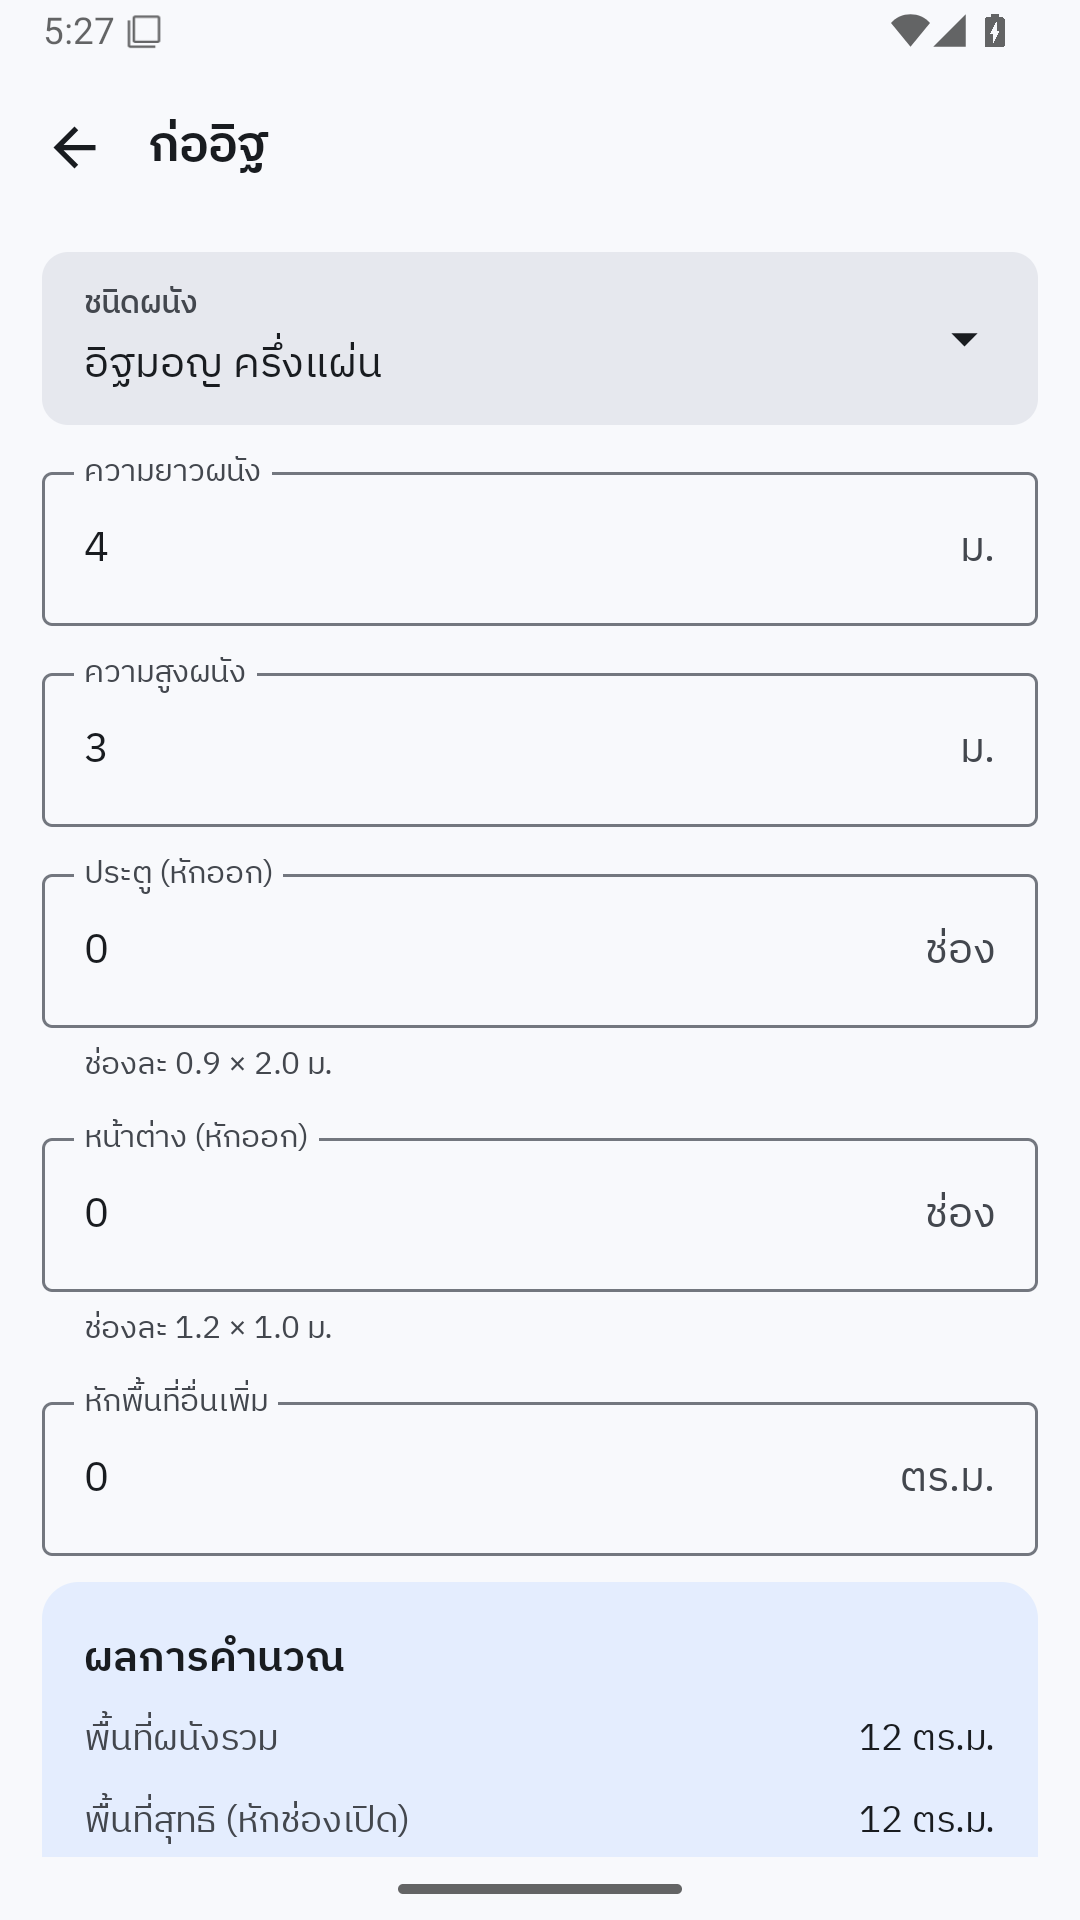 5:27
ก่ออิฐ
ชนิดผนัง
อิฐมอญ ครึ่งแผ่น
ความยาวผนัง
4 ม.
ความสูงผนัง
3 ม.
ประตู (หักออก)
0 ช่อง
ช่องละ 0.9 × 2.0 ม.
หน้าต่าง (หักออก)
0 ช่อง
ช่องละ 1.2 × 1.0 ม.
หักพื้นที่อื่นเพิ่ม
0 ตร.ม.
ผลการคำนวณ
พื้นที่ผนังรวม 12 ตร.ม.
พื้นที่สุทธิ (หักช่องเปิด) 12 ตร.ม.